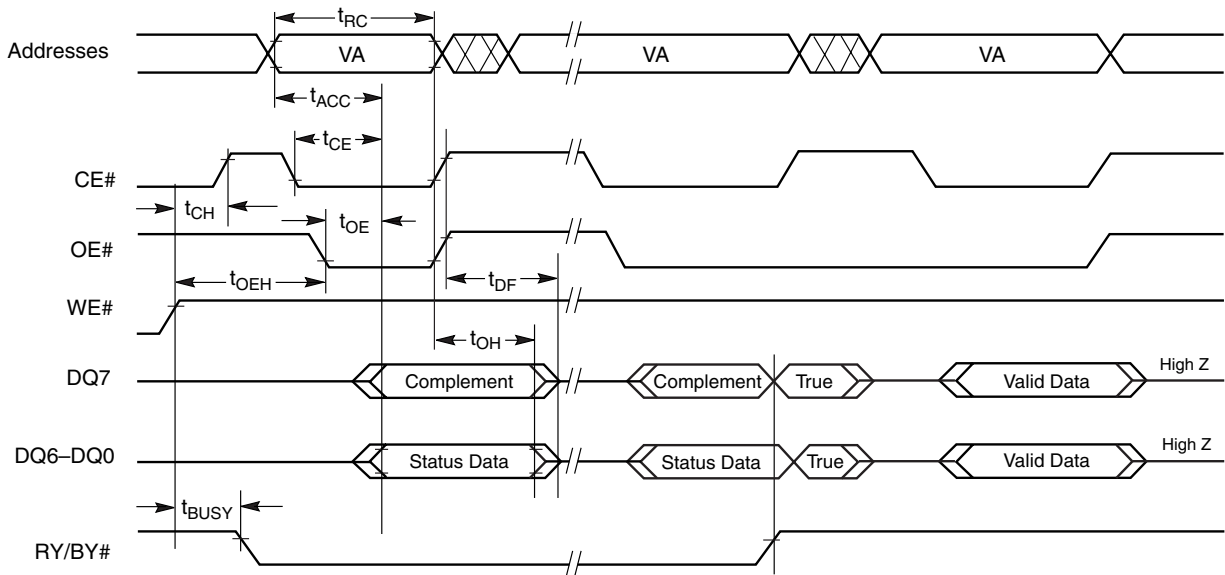 tRC
Addresses VA VA VA
tACC
tCE
CE#
tCH tOE
OE#
tOEH tDF
WE#
tOH
DQ7 Complement Complement True Valid Data High Z
DQ6–DQ0 Status Data Status Data True Valid Data High Z
tBUSY
RY/BY#